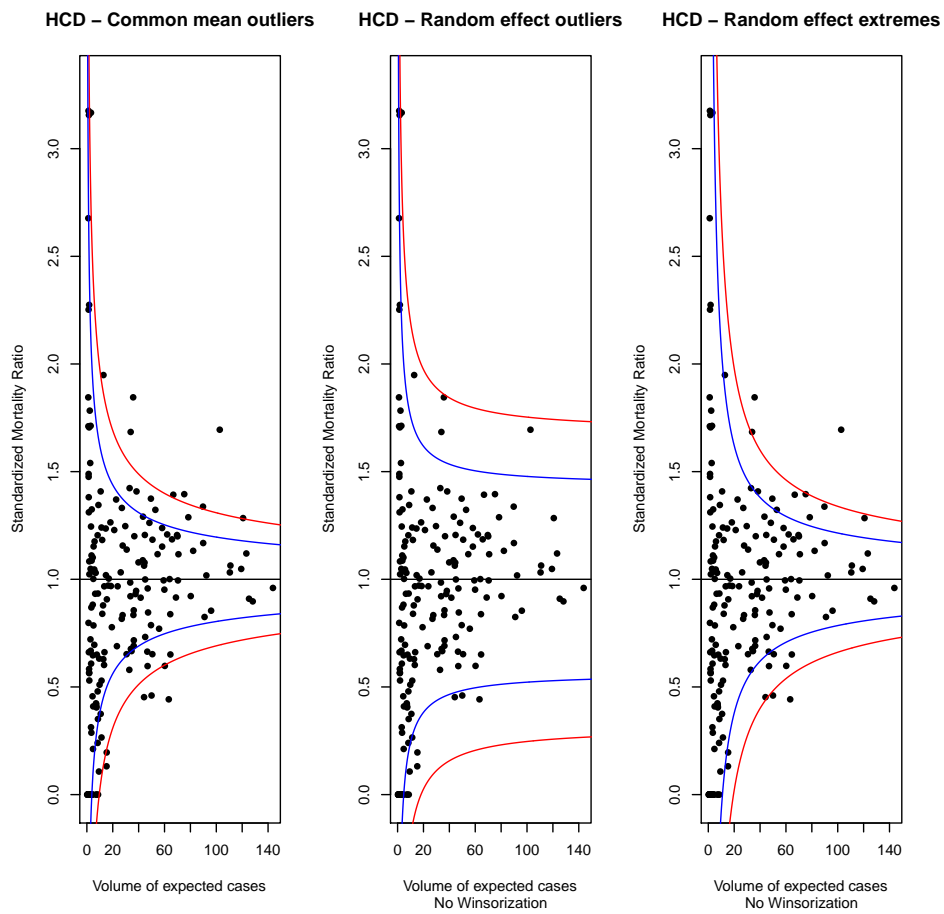 HCD − Common mean outliers
Standardized Mortality Ratio
3.0
2.5
2.0
1.5
1.0
0.5
0.0
0 20 60 100 140
Volume of expected cases
HCD − Random effect outliers
Standardized Mortality Ratio
3.0
2.5
2.0
1.5
1.0
0.5
0.0
0 20 60 100 140
Volume of expected cases
No Winsorization
HCD − Random effect extremes
Standardized Mortality Ratio
3.0
2.5
2.0
1.5
1.0
0.5
0.0
0 20 60 100 140
Volume of expected cases
No Winsorization